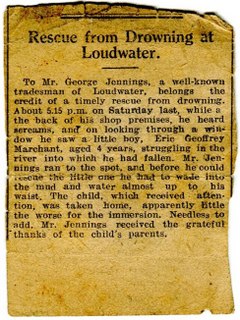 Rescue from Drowning at
Loudwater.
To Mr. George Jennings, a well-known
tradesman of Loudwater, belongs the
credit of a timely rescue from drowning.
About 5.15 p.m. on Saturday last, while at
the back of his shop premises, he heard
screams, and on looking through a win-
dow he saw a little boy, Eric Geoffrey
Marchant, aged 4 years, struggling in the
river into which he had fallen. Mr. Jen-
nings ran to the spot, and before he could
rescue the little one he had to wade into
the mud and water almost up to his
waist. The child, which received atten-
tion, was taken home, apparently little
the worse for the immersion. Needless to
add, Mr. Jennings received the grateful
thanks of the child's parents.